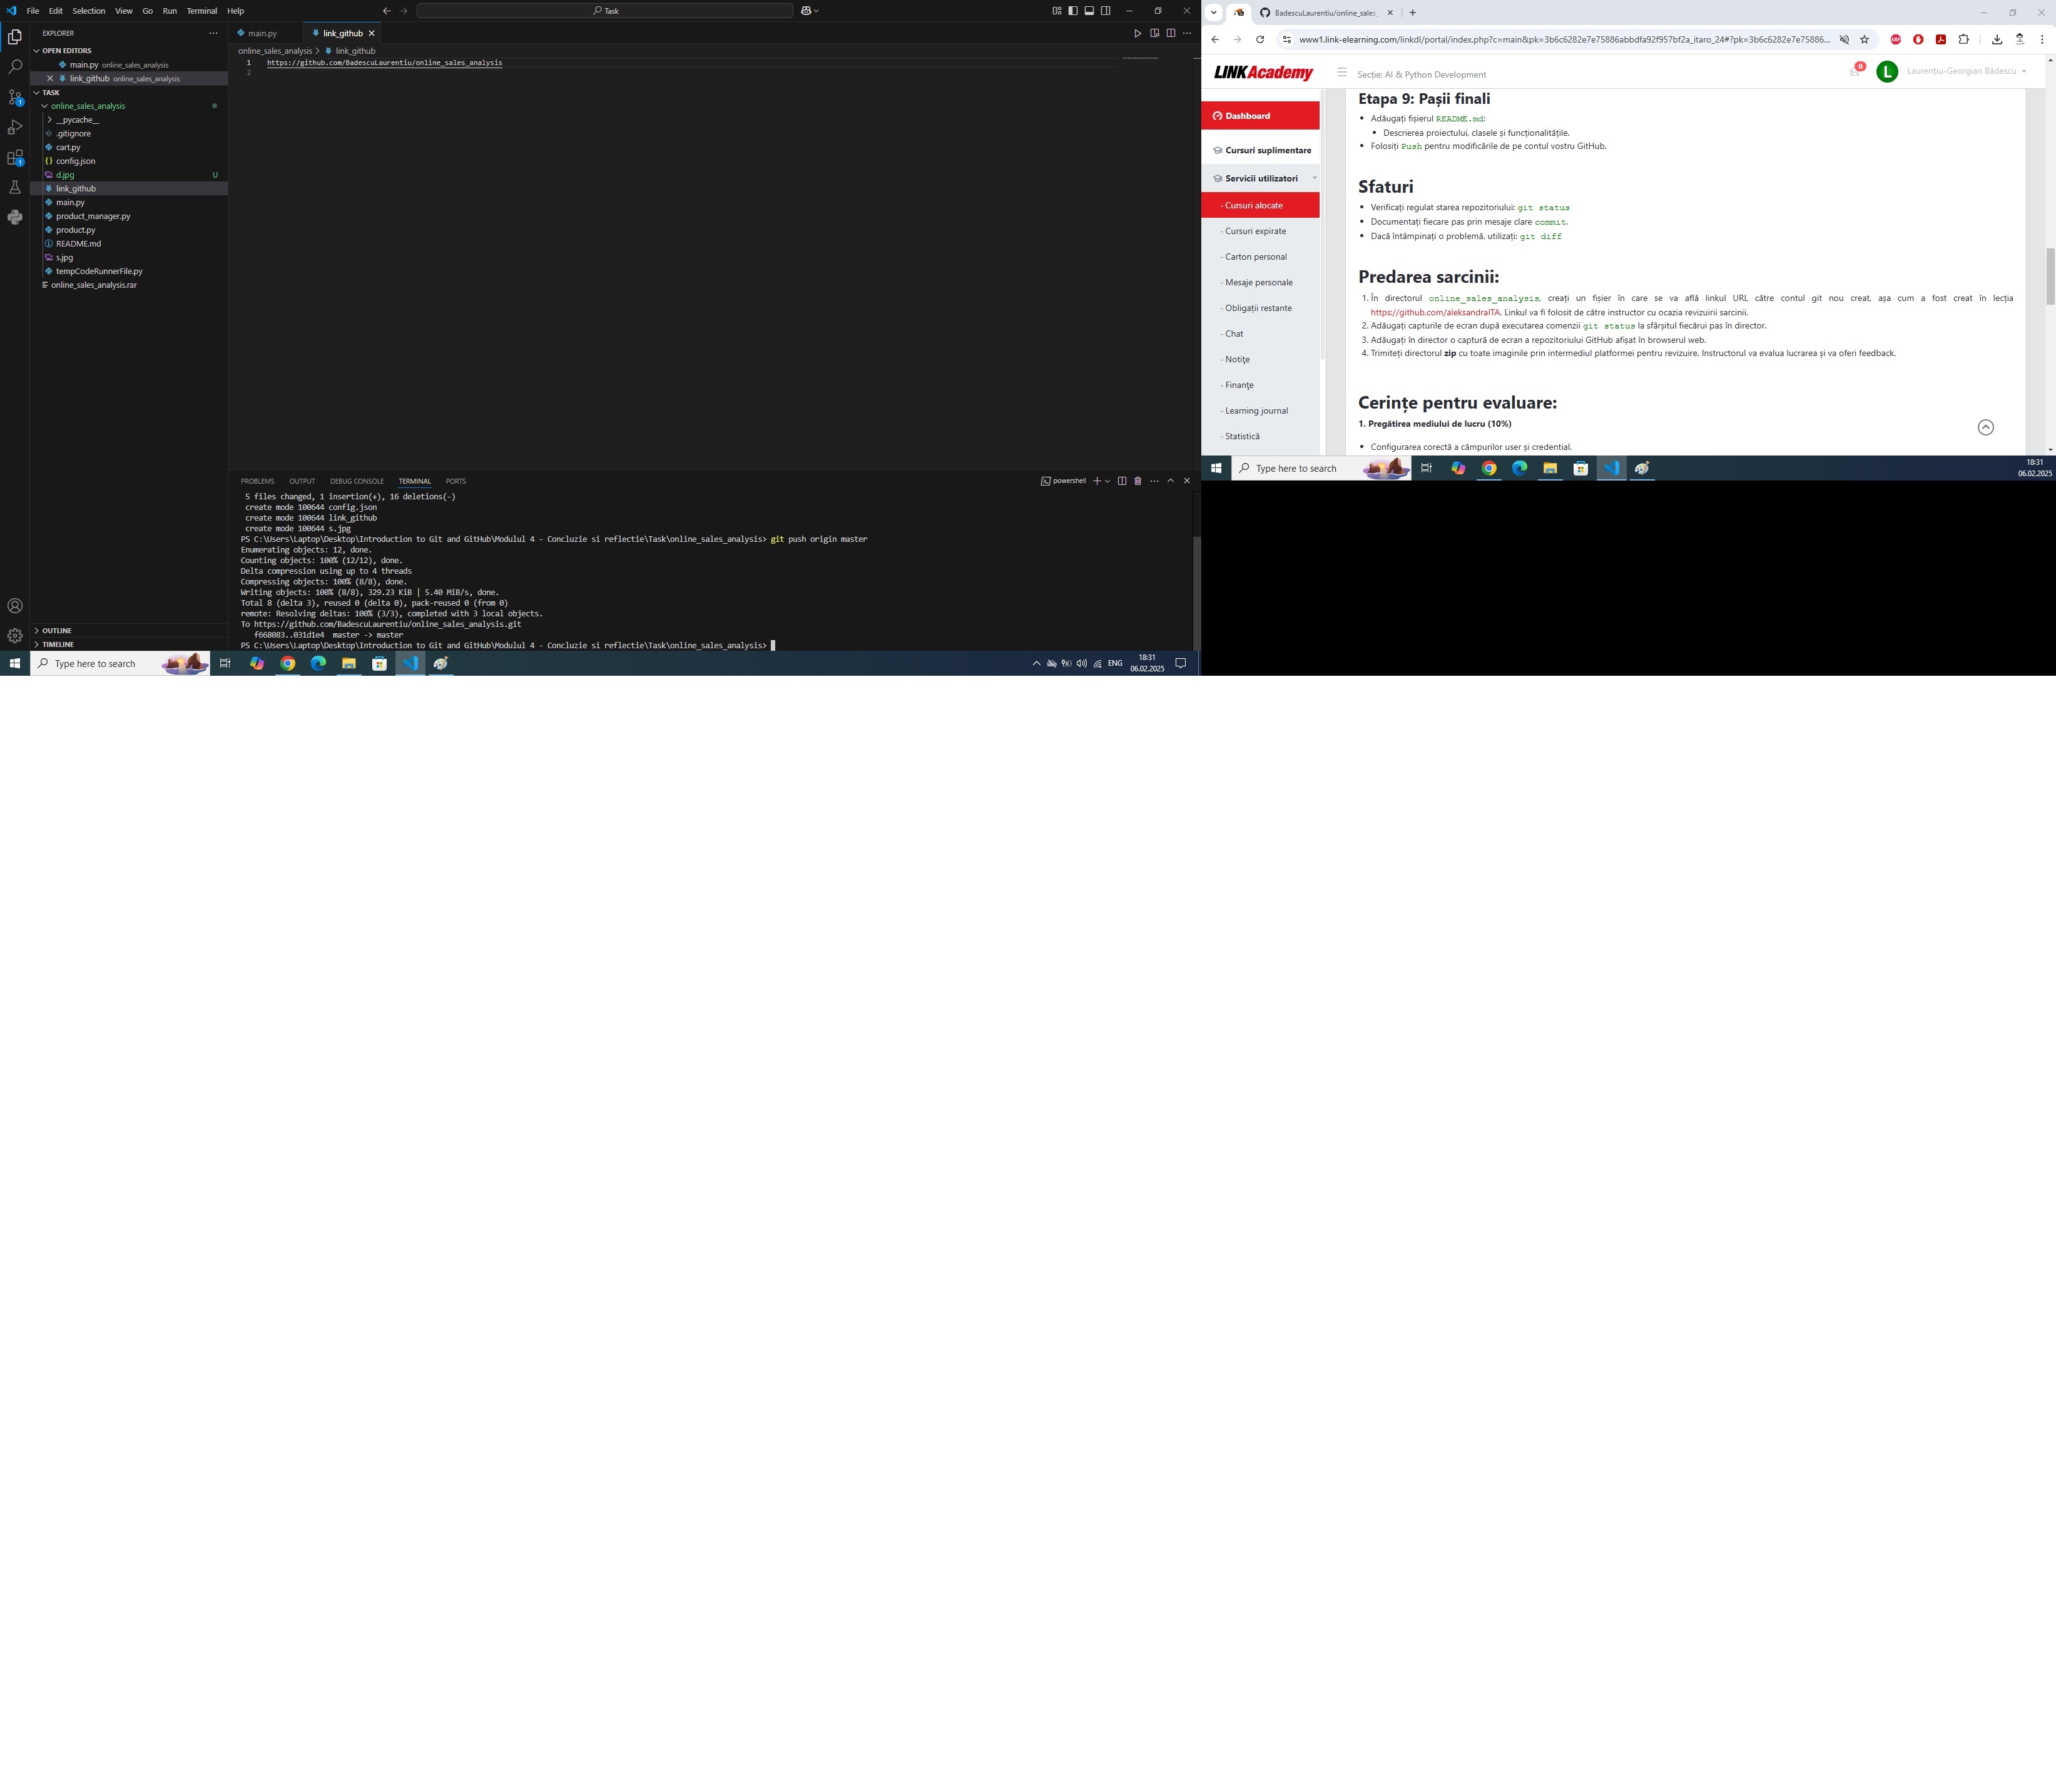 File Edit Selection View Go Run Terminal Help
Task
EXPLORER
OPEN EDITORS
main.py online_sales_analysis
link_github online_sales_analysis
TASK
online_sales_analysis
__pycache__
.gitignore
cart.py
config.json
d.jpg U
link_github
main.py
product_manager.py
product.py
README.md
s.jpg
tempCodeRunnerFile.py
online_sales_analysis.rar
OUTLINE
TIMELINE
main.py
link_github
online_sales_analysis > link_github
1 https://github.com/BadescuLaurentiu/online_sales_analysis
2
PROBLEMS OUTPUT DEBUG CONSOLE TERMINAL PORTS
powershell
5 files changed, 1 insertion(+), 16 deletions(-)
create mode 100644 config.json
create mode 100644 link_github
create mode 100644 s.jpg
PS C:\Users\Laptop\Desktop\Introduction to Git and GitHub\Modulul 4 - Concluzie si reflectie\Task\online_sales_analysis> git push origin master
Enumerating objects: 12, done.
Counting objects: 100% (12/12), done.
Delta compression using up to 4 threads
Compressing objects: 100% (8/8), done.
Writing objects: 100% (8/8), 329.23 KiB | 5.40 MiB/s, done.
Total 8 (delta 3), reused 0 (delta 0), pack-reused 0 (from 0)
remote: Resolving deltas: 100% (3/3), completed with 3 local objects.
To https://github.com/BadescuLaurentiu/online_sales_analysis.git
f668083..031d1e4 master -> master
PS C:\Users\Laptop\Desktop\Introduction to Git and GitHub\Modulul 4 - Concluzie si reflectie\Task\online_sales_analysis>
Type here to search
ENG
18:31
06.02.2025
BadescuLaurentiu/online_sales_
www1.link-elearning.com/linkdl/portal/index.php?c=main&pk=3b6c6282e7e75886abbdfa92f957bf2a_itaro_24#?pk=3b6c6282e7e75886...
LINKAcademy
Secție: AI & Python Development
0
L
Laurențiu-Georgian Bădescu
Dashboard
Cursuri suplimentare
Servicii utilizatori
- Cursuri alocate
- Cursuri expirate
- Carton personal
- Mesaje personale
- Obligații restante
- Chat
- Notițe
- Finanțe
- Learning journal
- Statistică
Etapa 9: Pașii finali
Adăugați fișierul README.md:
Descrierea proiectului, clasele și funcționalitățile.
Folosiți Push pentru modificările de pe contul vostru GitHub.
Sfaturi
Verificați regulat starea repozitoriului: git status
Documentați fiecare pas prin mesaje clare commit.
Dacă întâmpinați o problemă, utilizați: git diff
Predarea sarcinii:
1. În directorul online_sales_analysis, creați un fișier în care se va află linkul URL către contul git nou creat, așa cum a fost creat în lecția
https://github.com/aleksandraITA. Linkul va fi folosit de către instructor cu ocazia revizuirii sarcinii.
2. Adăugați capturile de ecran după executarea comenzii git status la sfârșitul fiecărui pas în director.
3. Adăugați în director o captură de ecran a repozitoriului GitHub afișat în browserul web.
4. Trimiteți directorul zip cu toate imaginile prin intermediul platformei pentru revizuire. Instructorul va evalua lucrarea și va oferi feedback.
Cerințe pentru evaluare:
1. Pregătirea mediului de lucru (10%)
Configurarea corectă a câmpurilor user și credential.
Type here to search
18:31
06.02.2025